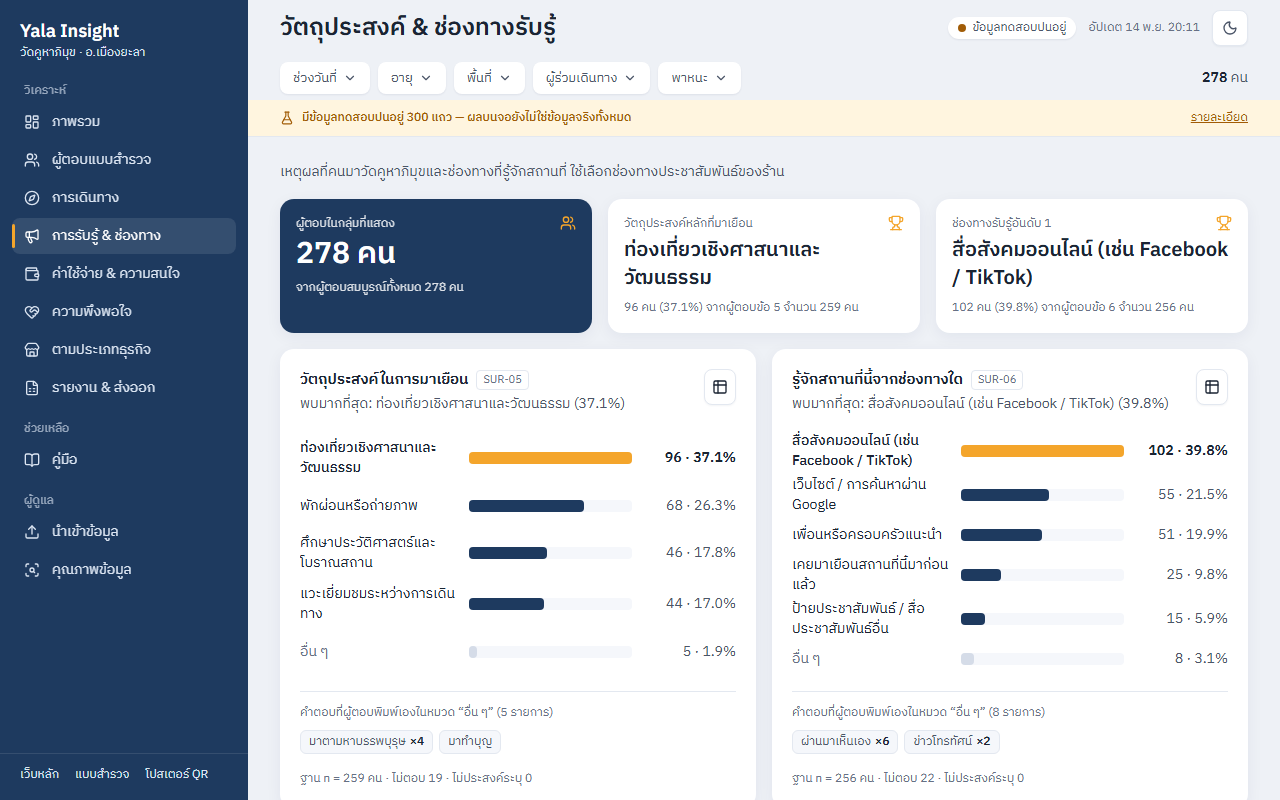 Yala Insight
วัดคูหาภิมุข · อ.เมืองยะลา
วิเคราะห์
ภาพรวม
ผู้ตอบแบบสำรวจ
การเดินทาง
การรับรู้ & ช่องทาง
ค่าใช้จ่าย & ความสนใจ
ความพึงพอใจ
ตามประเภทธุรกิจ
รายงาน & ส่งออก
ช่วยเหลือ
คู่มือ
ผู้ดูแล
นำเข้าข้อมูล
คุณภาพข้อมูล
เว็บหลัก แบบสำรวจ โปสเตอร์ QR
วัตถุประสงค์ & ช่องทางรับรู้
ข้อมูลทดสอบปนอยู่ อัปเดต 14 พ.ย. 20:11
ช่วงวันที่ อายุ พื้นที่ ผู้ร่วมเดินทาง พาหนะ 278 คน
มีข้อมูลทดสอบปนอยู่ 300 แถว — ผลบนจอยังไม่ใช่ข้อมูลจริงทั้งหมด รายละเอียด
เหตุผลที่คนมาวัดคูหาภิมุขและช่องทางที่รู้จักสถานที่ ใช้เลือกช่องทางประชาสัมพันธ์ของร้าน
ผู้ตอบในกลุ่มที่แสดง
278 คน
จากผู้ตอบสมบูรณ์ทั้งหมด 278 คน
วัตถุประสงค์หลักที่มาเยือน
ท่องเที่ยวเชิงศาสนาและ
วัฒนธรรม
96 คน (37.1%) จากผู้ตอบข้อ 5 จำนวน 259 คน
ช่องทางรับรู้อันดับ 1
สื่อสังคมออนไลน์ (เช่น Facebook
/ TikTok)
102 คน (39.8%) จากผู้ตอบข้อ 6 จำนวน 256 คน
วัตถุประสงค์ในการมาเยือน SUR-05
พบมากที่สุด: ท่องเที่ยวเชิงศาสนาและวัฒนธรรม (37.1%)
ท่องเที่ยวเชิงศาสนาและ
วัฒนธรรม
96 · 37.1%
พักผ่อนหรือถ่ายภาพ 68 · 26.3%
ศึกษาประวัติศาสตร์และ
โบราณสถาน
46 · 17.8%
แวะเยี่ยมชมระหว่างการเดิน
ทาง
44 · 17.0%
อื่น ๆ 5 · 1.9%
คำตอบที่ผู้ตอบพิมพ์เองในหมวด “อื่น ๆ” (5 รายการ)
มาตามหาบรรพบุรุษ ×4 มาทำบุญ
ฐาน n = 259 คน · ไม่ตอบ 19 · ไม่ประสงค์ระบุ 0
รู้จักสถานที่นี้จากช่องทางใด SUR-06
พบมากที่สุด: สื่อสังคมออนไลน์ (เช่น Facebook / TikTok) (39.8%)
สื่อสังคมออนไลน์ (เช่น
Facebook / TikTok)
102 · 39.8%
เว็บไซต์ / การค้นหาผ่าน
Google
55 · 21.5%
เพื่อนหรือครอบครัวแนะนำ 51 · 19.9%
เคยมาเยือนสถานที่นี้มาก่อน
แล้ว
25 · 9.8%
ป้ายประชาสัมพันธ์ / สื่อ
ประชาสัมพันธ์อื่น
15 · 5.9%
อื่น ๆ 8 · 3.1%
คำตอบที่ผู้ตอบพิมพ์เองในหมวด “อื่น ๆ” (8 รายการ)
ผ่านมาเห็นเอง ×6 ข่าวโทรทัศน์ ×2
ฐาน n = 256 คน · ไม่ตอบ 22 · ไม่ประสงค์ระบุ 0